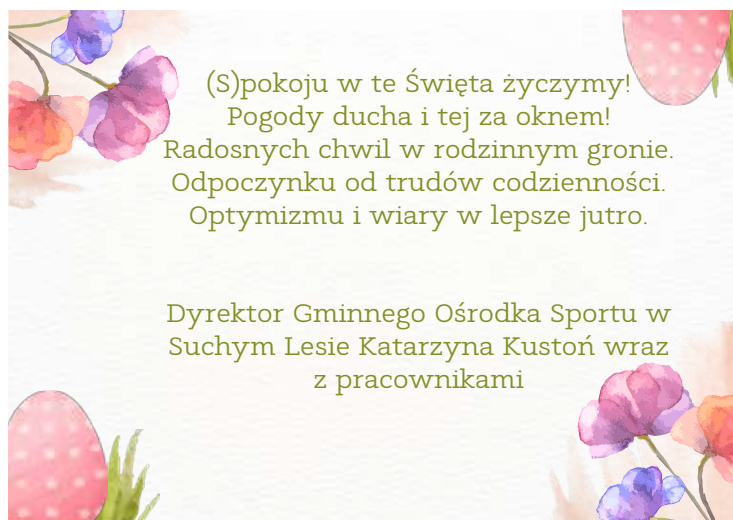 (S)pokoju w te Święta życzymy!
Pogody ducha i tej za oknem!
Radosnych chwil w rodzinnym gronie.
Odpoczynku od trudów codzienności.
Optymizmu i wiary w lepsze jutro.
Dyrektor Gminnego Ośrodka Sportu w
Suchym Lesie Katarzyna Kustoń wraz
z pracownikami